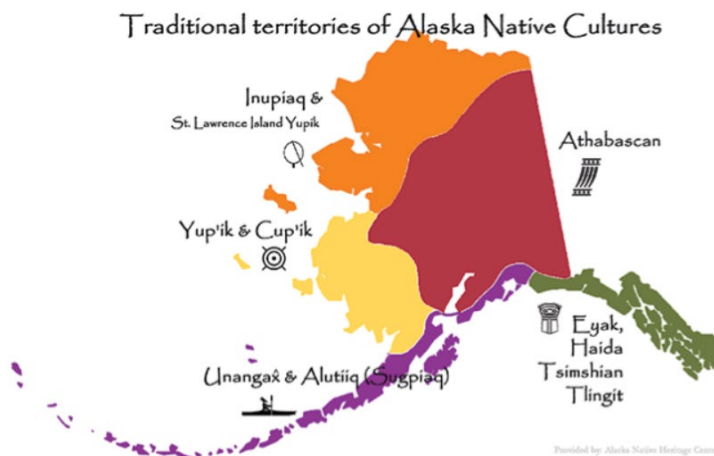 Traditional territories of Alaska Native Cultures
Inupiaq &
St. Lawrence Island Yupik
Athabascan
Yup'ik & Cup'ik
Unangax̂ & Alutiiq (Sugpiaq)
Eyak,
Haida
Tsimshian
Tlingit
Provided by: Alaska Native Heritage Center